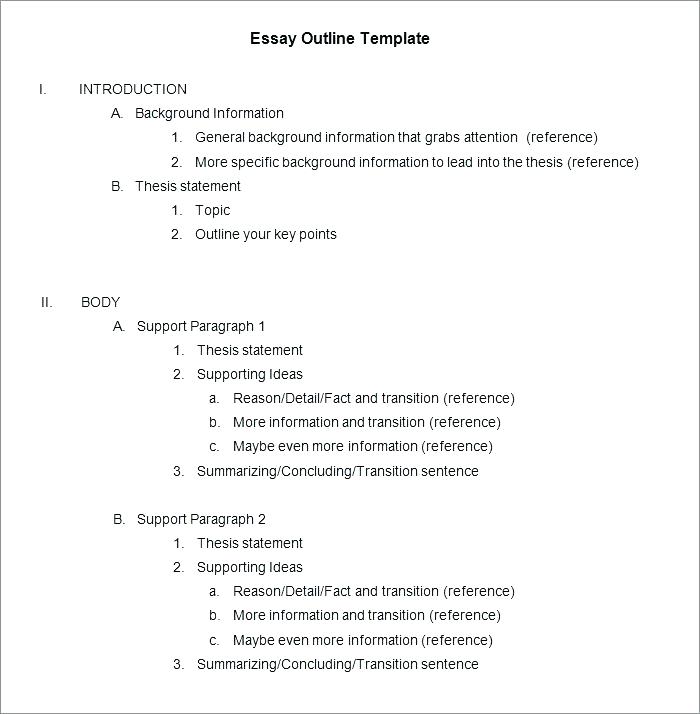 Essay Outline Template
I. INTRODUCTION
A. Background Information
1. General background information that grabs attention (reference)
2. More specific background information to lead into the thesis (reference)
B. Thesis statement
1. Topic
2. Outline your key points
II. BODY
A. Support Paragraph 1
1. Thesis statement
2. Supporting Ideas
a. Reason/Detail/Fact and transition (reference)
b. More information and transition (reference)
c. Maybe even more information (reference)
3. Summarizing/Concluding/Transition sentence
B. Support Paragraph 2
1. Thesis statement
2. Supporting Ideas
a. Reason/Detail/Fact and transition (reference)
b. More information and transition (reference)
c. Maybe even more information (reference)
3. Summarizing/Concluding/Transition sentence